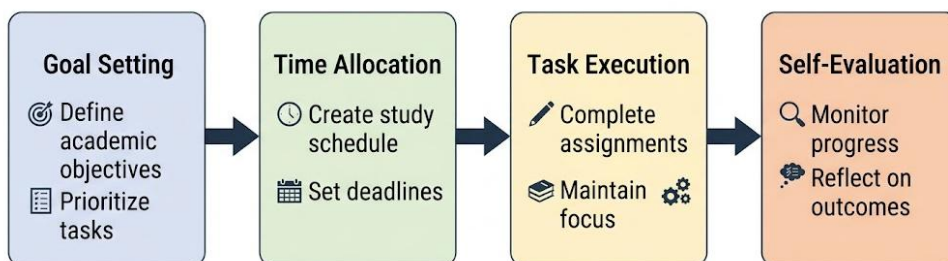 Goal Setting
Define
academic
objectives
Prioritize
tasks
Time Allocation
Create study
schedule
Set deadlines
Task Execution
Complete
assignments
Maintain
focus
Self-Evaluation
Monitor
progress
Reflect on
outcomes